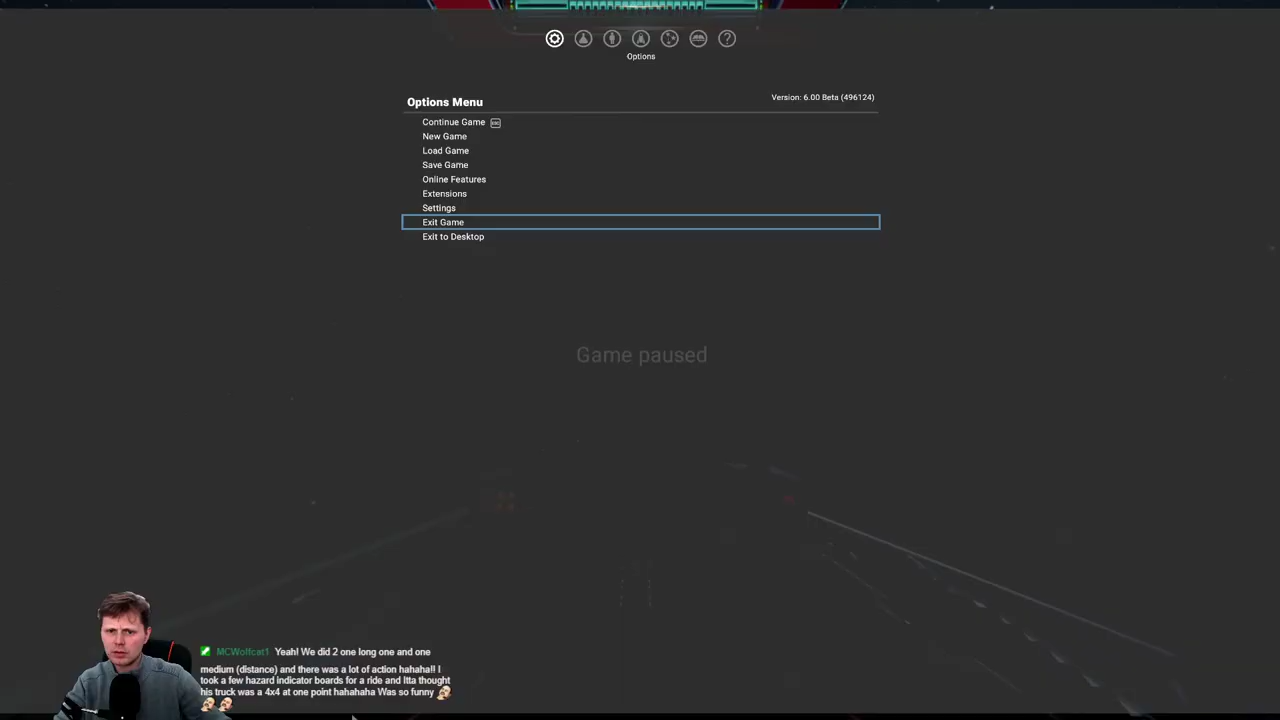 Options
Options Menu
Version: 6.00 Beta (496124)
Continue Game
New Game
Load Game
Save Game
Online Features
Extensions
Settings
Exit Game
Exit to Desktop
Game paused
MCWolfcat1 Yeah! We did 2 one long one and one
medium (distance) and there was a lot of action hahaha!! I
took a few hazard indicator boards for a ride and Itta thought
his truck was a 4x4 at one point hahahaha Was so funny